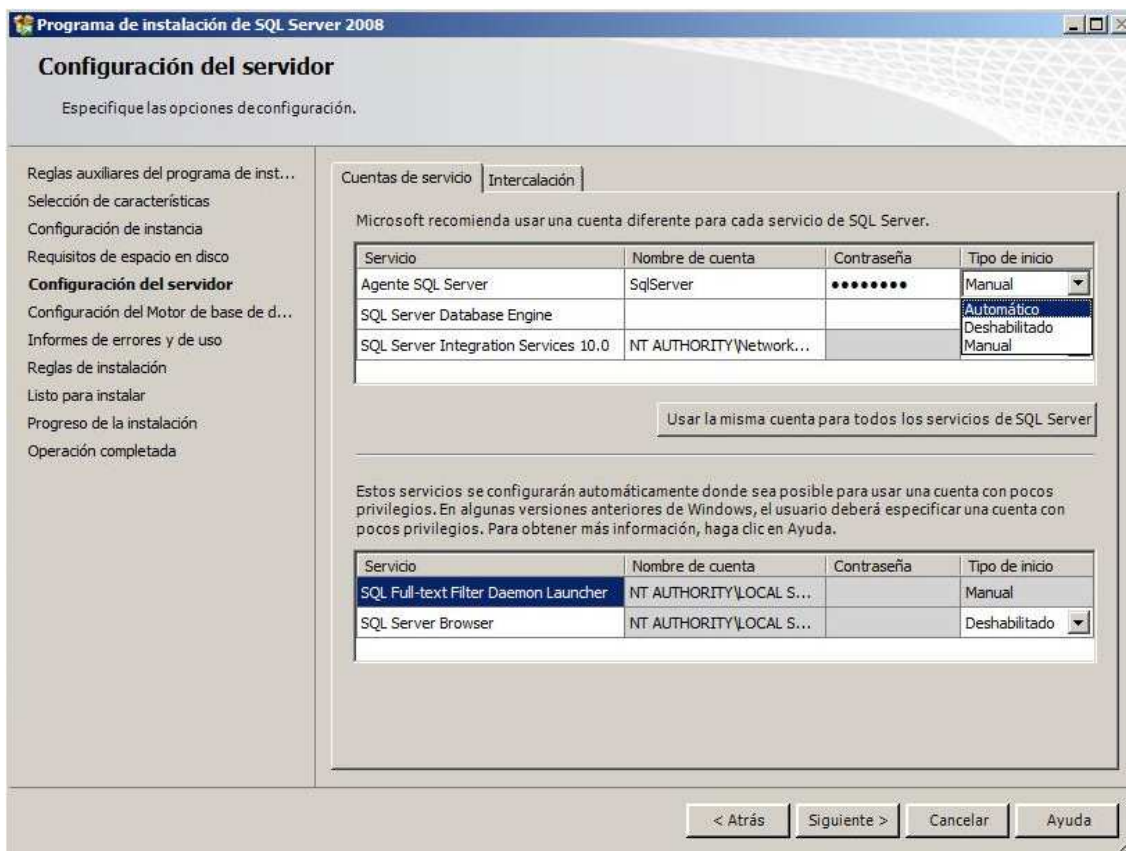 Programa de instalación de SQL Server 2008
Configuración del servidor
Especifique las opciones de configuración.
Reglas auxiliares del programa de inst...
Selección de características
Configuración de instancia
Requisitos de espacio en disco
Configuración del servidor
Configuración del Motor de base de d...
Informes de errores y de uso
Reglas de instalación
Listo para instalar
Progreso de la instalación
Operación completada
Cuentas de servicio Intercalación
Microsoft recomienda usar una cuenta diferente para cada servicio de SQL Server.
Servicio Nombre de cuenta Contraseña Tipo de inicio
Agente SQL Server SqlServer ●●●●●●●● Manual
SQL Server Database Engine
SQL Server Integration Services 10.0 NT AUTHORITY\Network...
Automático
Deshabilitado
Manual
Usar la misma cuenta para todos los servicios de SQL Server
Estos servicios se configurarán automáticamente donde sea posible para usar una cuenta con pocos
privilegios. En algunas versiones anteriores de Windows, el usuario deberá especificar una cuenta con
pocos privilegios. Para obtener más información, haga clic en Ayuda.
Servicio Nombre de cuenta Contraseña Tipo de inicio
SQL Full-text Filter Daemon Launcher NT AUTHORITY\LOCAL S... Manual
SQL Server Browser NT AUTHORITY\LOCAL S... Deshabilitado
< Atrás Siguiente > Cancelar Ayuda